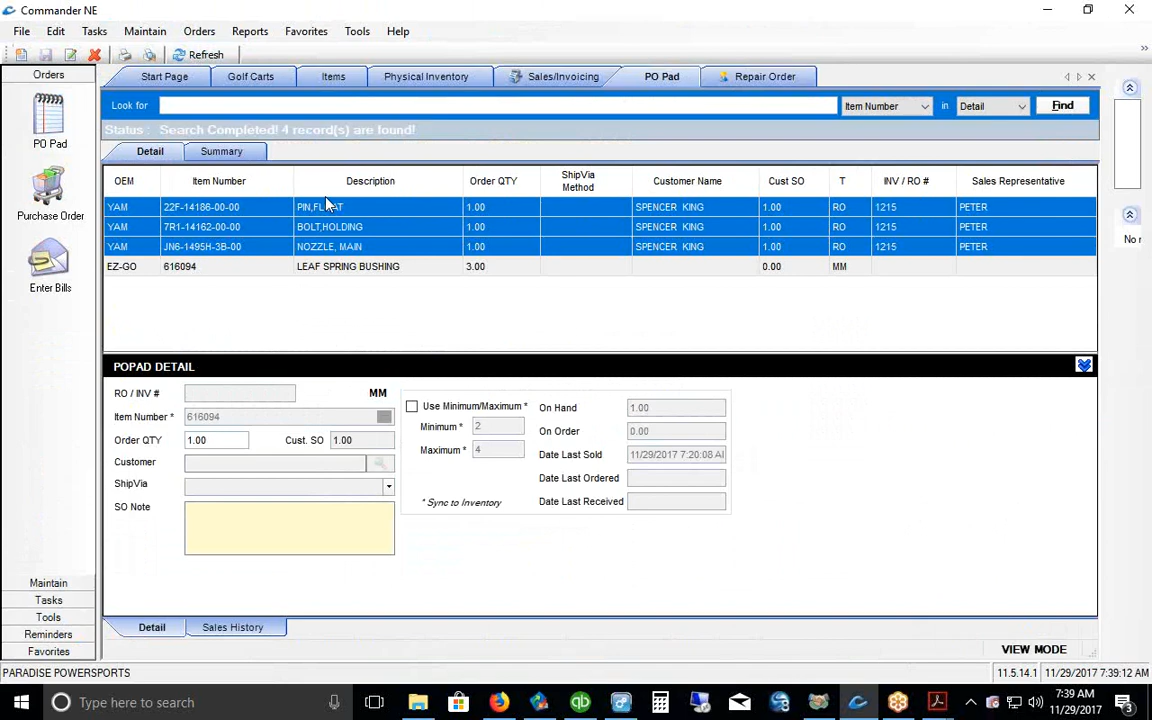 Commander NE
File Edit Tasks Maintain Orders Reports Favorites Tools Help
Refresh
Orders
Start Page Golf Carts Items Physical Inventory Sales/Invoicing PO Pad Repair Order
Look for Item Number in Detail Find
Status : Search Completed! 4 record(s) are found!
Detail Summary
OEM Item Number Description Order QTY ShipVia Method Customer Name Cust SO T INV / RO # Sales Representative
YAM 22F-14186-00-00 1.00 SPENCER KING 1.00 RO 1215 PETER
YAM 7R1-14162-00-00 BOLT,HOLDING 1.00 SPENCER KING 1.00 RO 1215 PETER
YAM JN6-1495H-3B-00 NOZZLE, MAIN 1.00 SPENCER KING 1.00 RO 1215 PETER
EZ-GO 616094 LEAF SPRING BUSHING 3.00 0.00 MM
PO Pad
Purchase Order
Enter Bills
No r
POPAD DETAIL
RO / INV # MM
Item Number * 616094
Order QTY 1.00 Cust. SO 1.00
Customer
ShipVia
SO Note
Use Minimum/Maximum *
Minimum * 2
Maximum * 4
* Sync to Inventory
On Hand 1.00
On Order 0.00
Date Last Sold 11/29/2017 7:20:08 AI
Date Last Ordered
Date Last Received
Maintain
Tasks
Tools
Reminders
Favorites
Detail Sales History
VIEW MODE
PARADISE POWERSPORTS 11.5.14.1 11/29/2017 7:39:12 AM
Type here to search
7:39 AM
11/29/2017
3